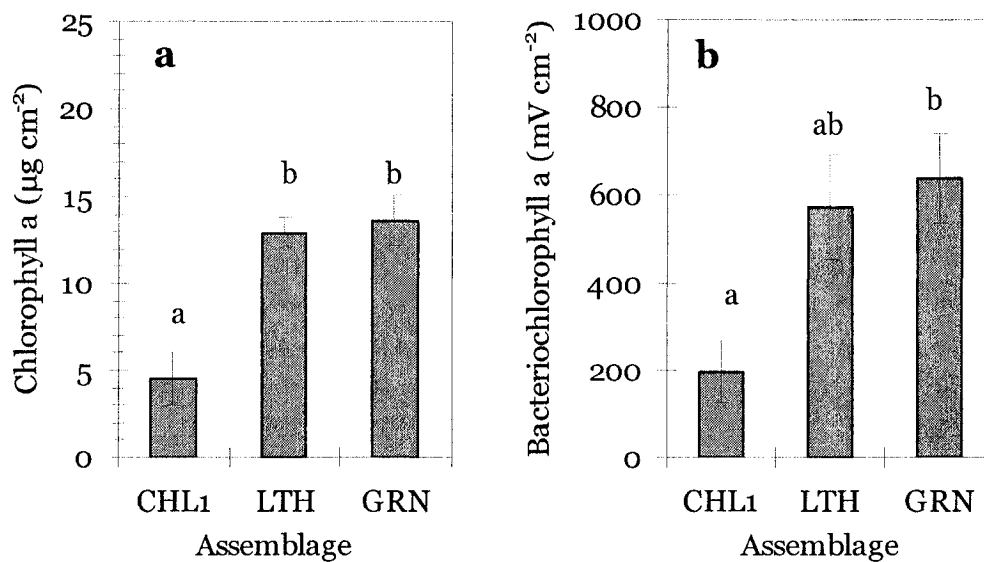 a
Chlorophyll a (µg cm-2)
25
20
15
10
5
0
a
b
b
CHL1 LTH GRN
Assemblage
b
Bacteriochlorophyll a (mV cm-2)
1000
800
600
400
200
0
a
ab
b
CHL1 LTH GRN
Assemblage